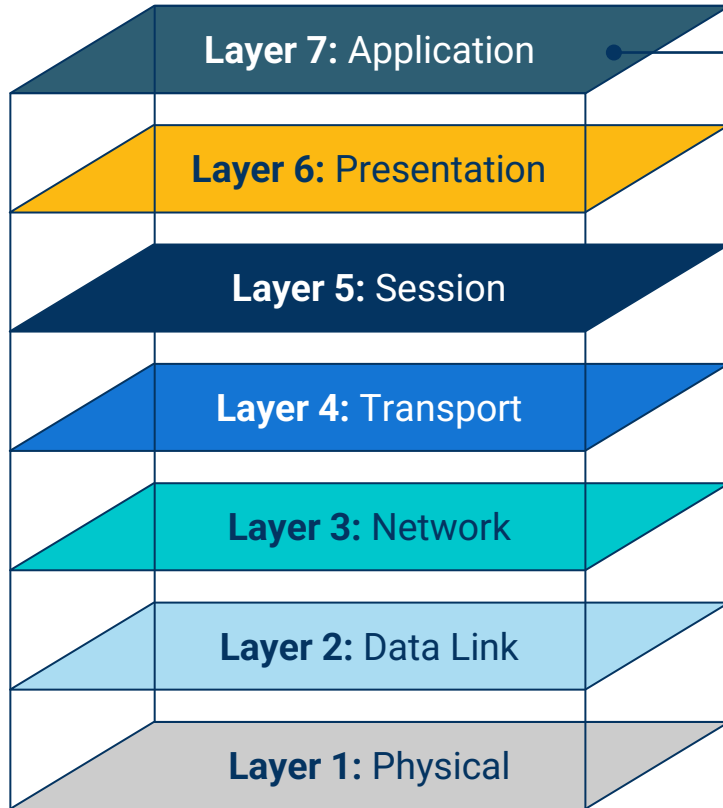 Layer 7: Application
Layer 6: Presentation
Layer 5: Session
Layer 4: Transport
Layer 3: Network
Layer 2: Data Link
Layer 1: Physical